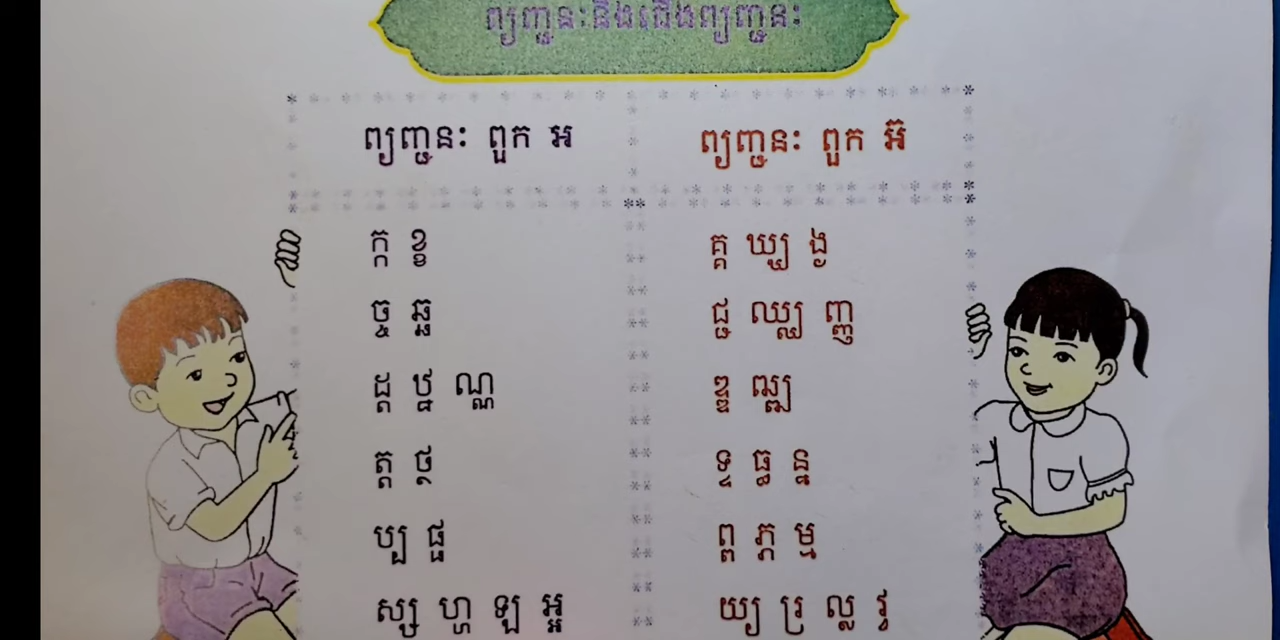 ព្យញ្ជនៈនិងជើងព្យញ្ជនៈ
ព្យញ្ជនៈ ពួក អ
ព្យញ្ជនៈ ពួក អ៊
ក្ក ខ្ខ
គ្គ ឃ្ឃ ង្ង
ច្ច ឆ្ឆ
ជ្ជ ឈ្ឈ ញ្ញ
ដ្ដ ឋ្ឋ ណ្ណ
ឌ្ឌ ឍ្ឍ
ត្ត ថ្ថ
ទ្ទ ធ្ធ ន្ន
ប្ប ផ្ផ
ព្ព ភ្ភ ម្ម
ស្ស ហ្ហ ឡ អ្អ
យ្យ រ្រ ល្ល វ្វ